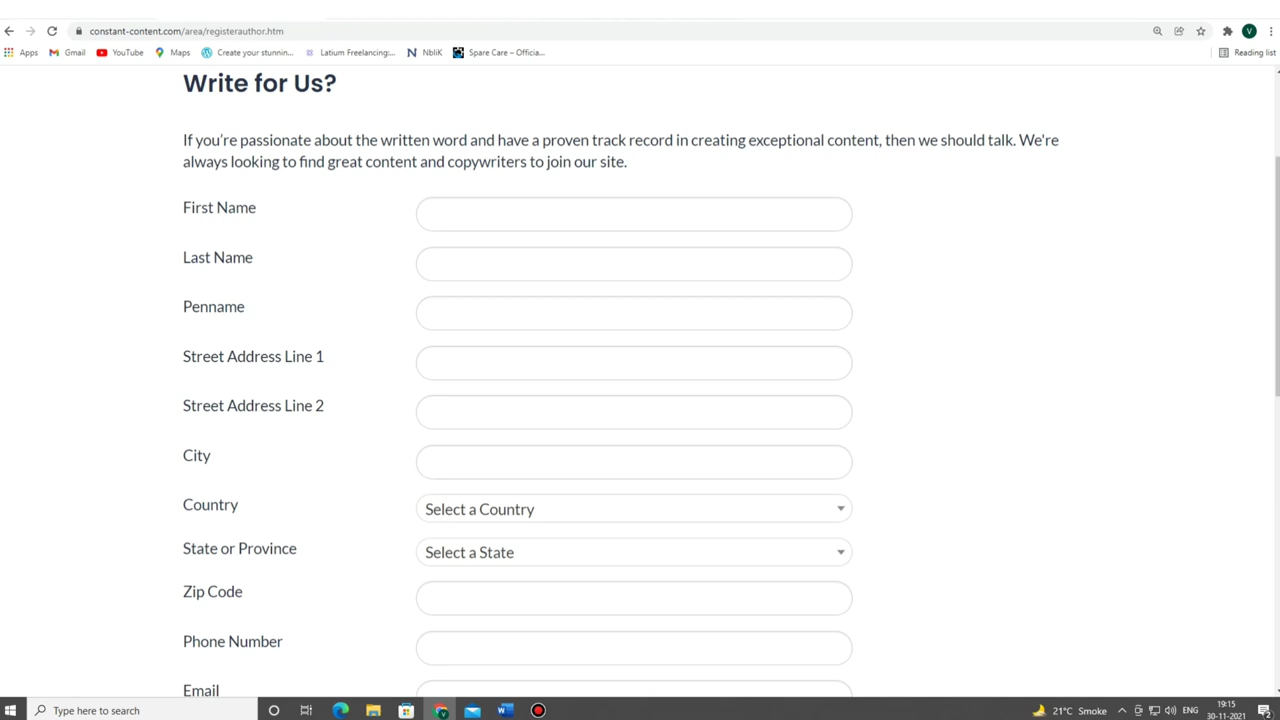 constant-content.com/area/registerauthor.htm
V
Apps Gmail YouTube Maps Create your stunnin... Latium Freelancing:... NbliK Spare Care – Officia... Reading list
Write for Us?
If you're passionate about the written word and have a proven track record in creating exceptional content, then we should talk. We're
always looking to find great content and copywriters to join our site.
First Name
Last Name
Penname
Street Address Line 1
Street Address Line 2
City
Country Select a Country
State or Province Select a State
Zip Code
Phone Number
Email
Type here to search
21°C Smoke ENG 19:15
30-11-2021 2